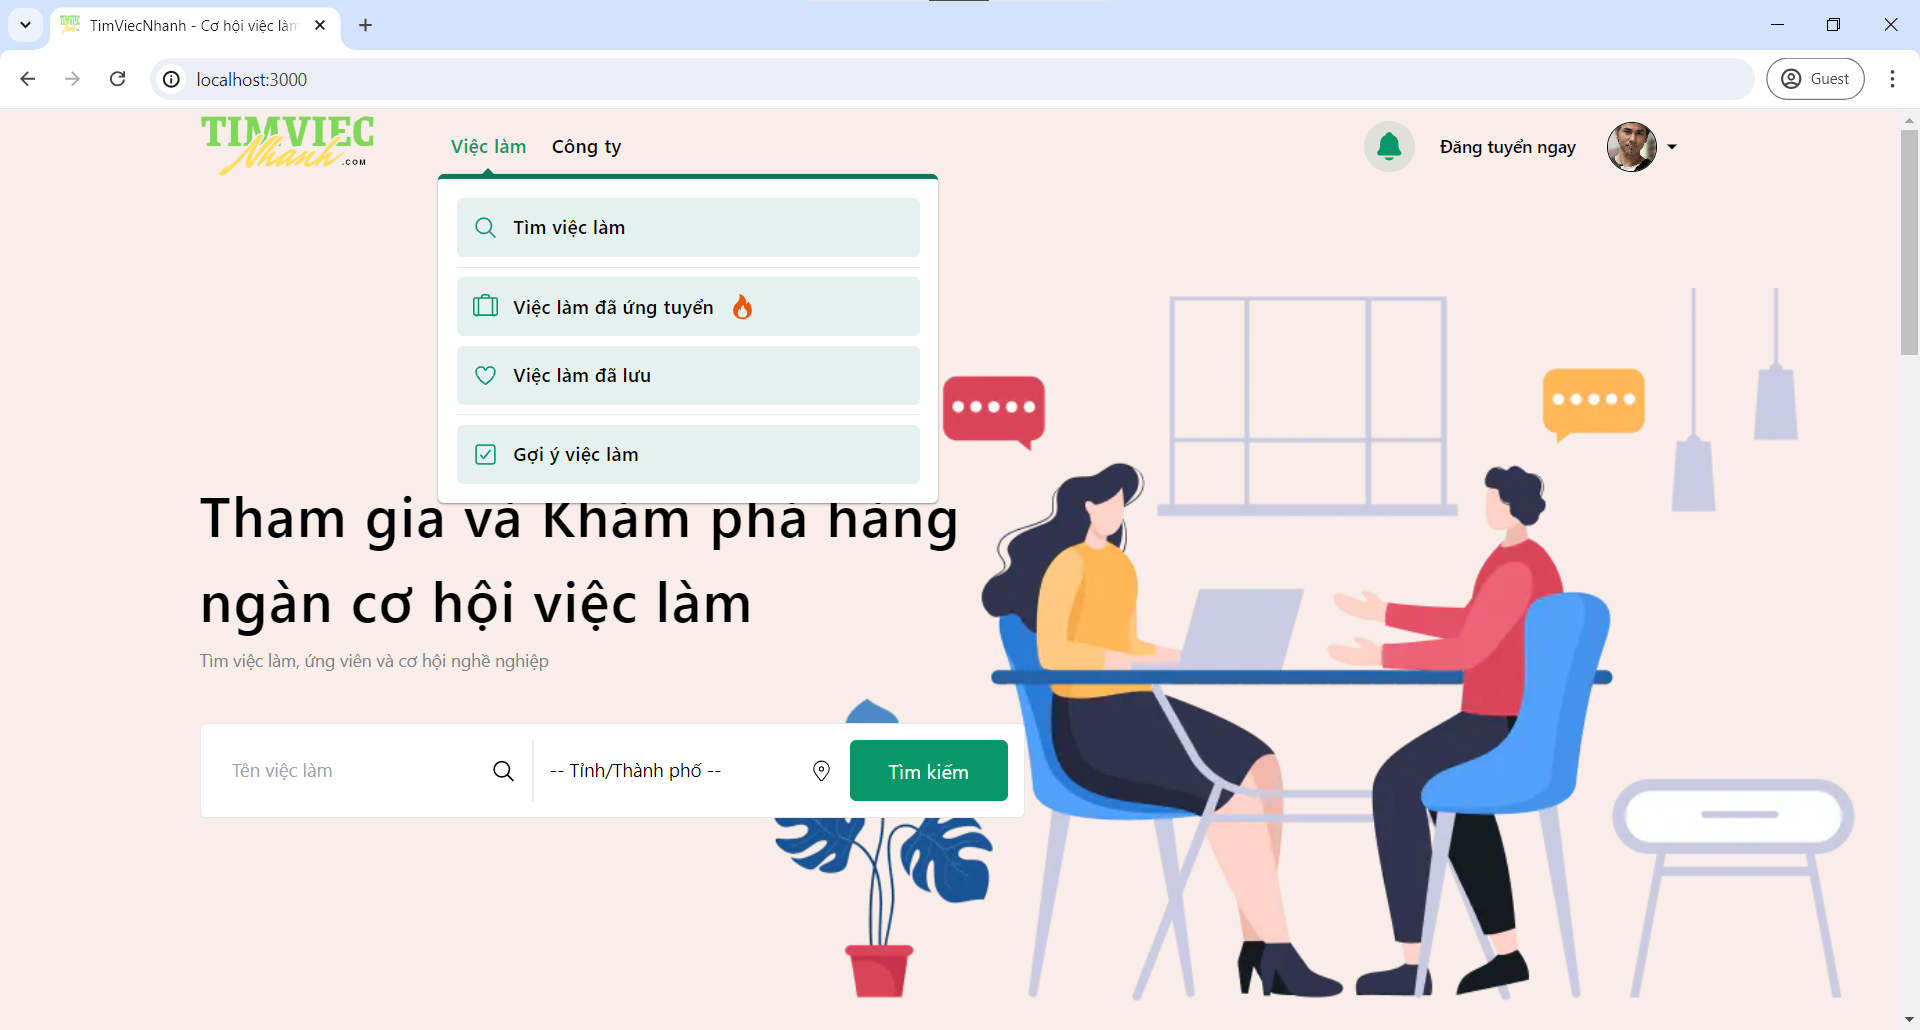 TimViecNhanh - Cơ hội việc làm
localhost:3000
Guest
TIMVIEC
Nhanh .COM
Việc làm
Công ty
Đăng tuyển ngay
Tìm việc làm
Việc làm đã ứng tuyển
Việc làm đã lưu
Gợi ý việc làm
Tham gia và Khám phá hàng
ngàn cơ hội việc làm
Tìm việc làm, ứng viên và cơ hội nghề nghiệp
Tên việc làm
-- Tỉnh/Thành phố --
Tìm kiếm